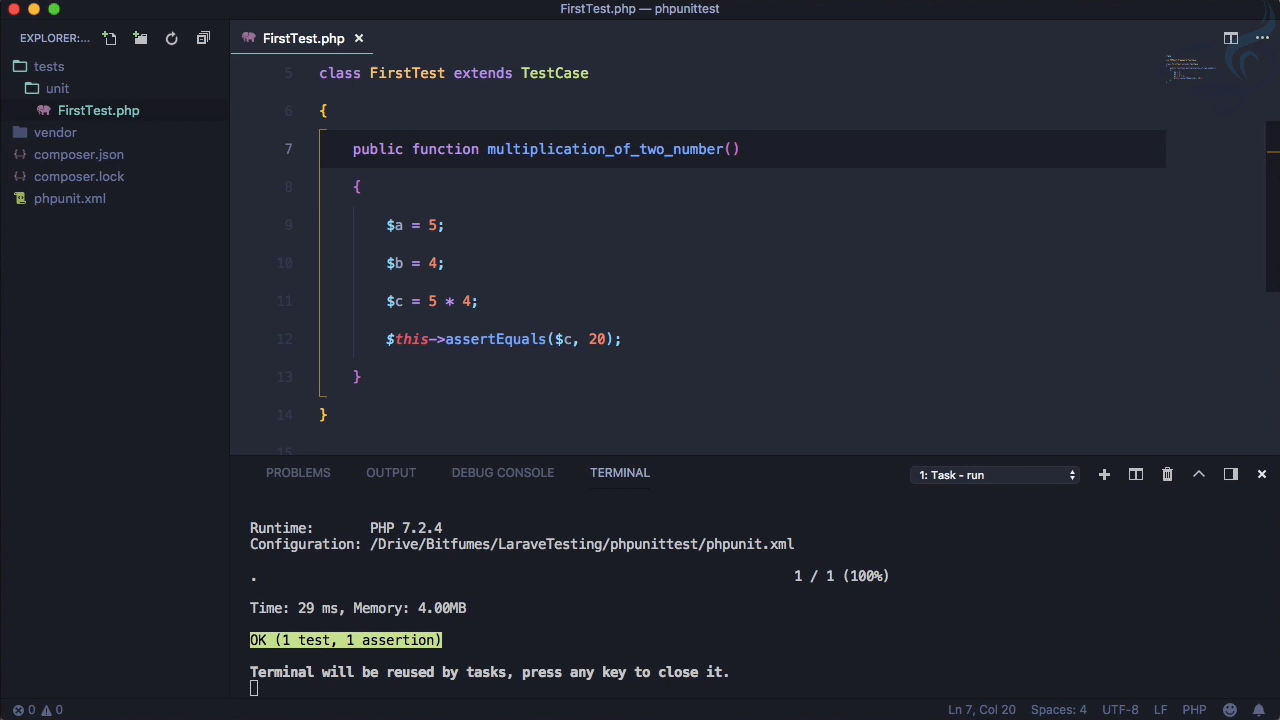 FirstTest.php — phpunittest
EXPLORER:...
FirstTest.php
tests
unit
FirstTest.php
vendor
composer.json
composer.lock
phpunit.xml
5 class FirstTest extends TestCase
6 {
7 public function multiplication_of_two_number()
8 {
9 $a = 5;
10 $b = 4;
11 $c = 5 * 4;
12 $this->assertEquals($c, 20);
13 }
14 }
15
PROBLEMS OUTPUT DEBUG CONSOLE TERMINAL
1: Task - run
Runtime: PHP 7.2.4
Configuration: /Drive/Bitfumes/LaraveTesting/phpunittest/phpunit.xml
. 1 / 1 (100%)
Time: 29 ms, Memory: 4.00MB
OK (1 test, 1 assertion)
Terminal will be reused by tasks, press any key to close it.
0 0 Ln 7, Col 20 Spaces: 4 UTF-8 LF PHP